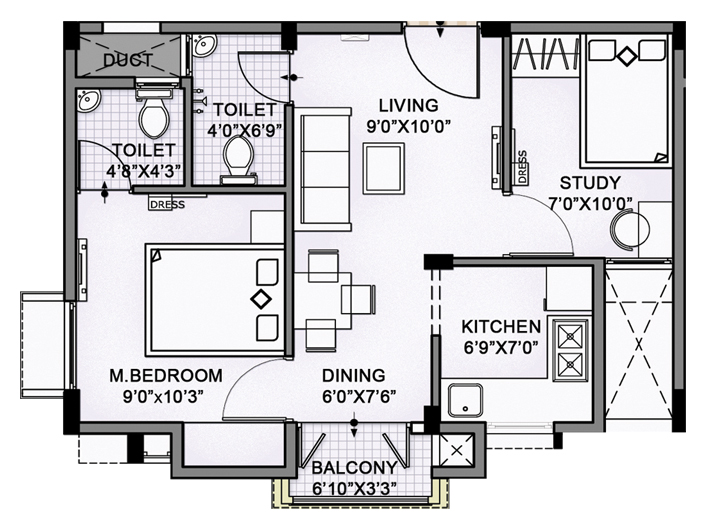 DUCT
TOILET
4'0"X6'9"
LIVING
9'0"X10'0"
TOILET
4'8"X4'3"
DRESS
STUDY
7'0"X10'0"
DRESS
KITCHEN
6'9"X7'0"
M.BEDROOM
9'0"x10'3"
DINING
6'0"X7'6"
BALCONY
6'10"X3'3"